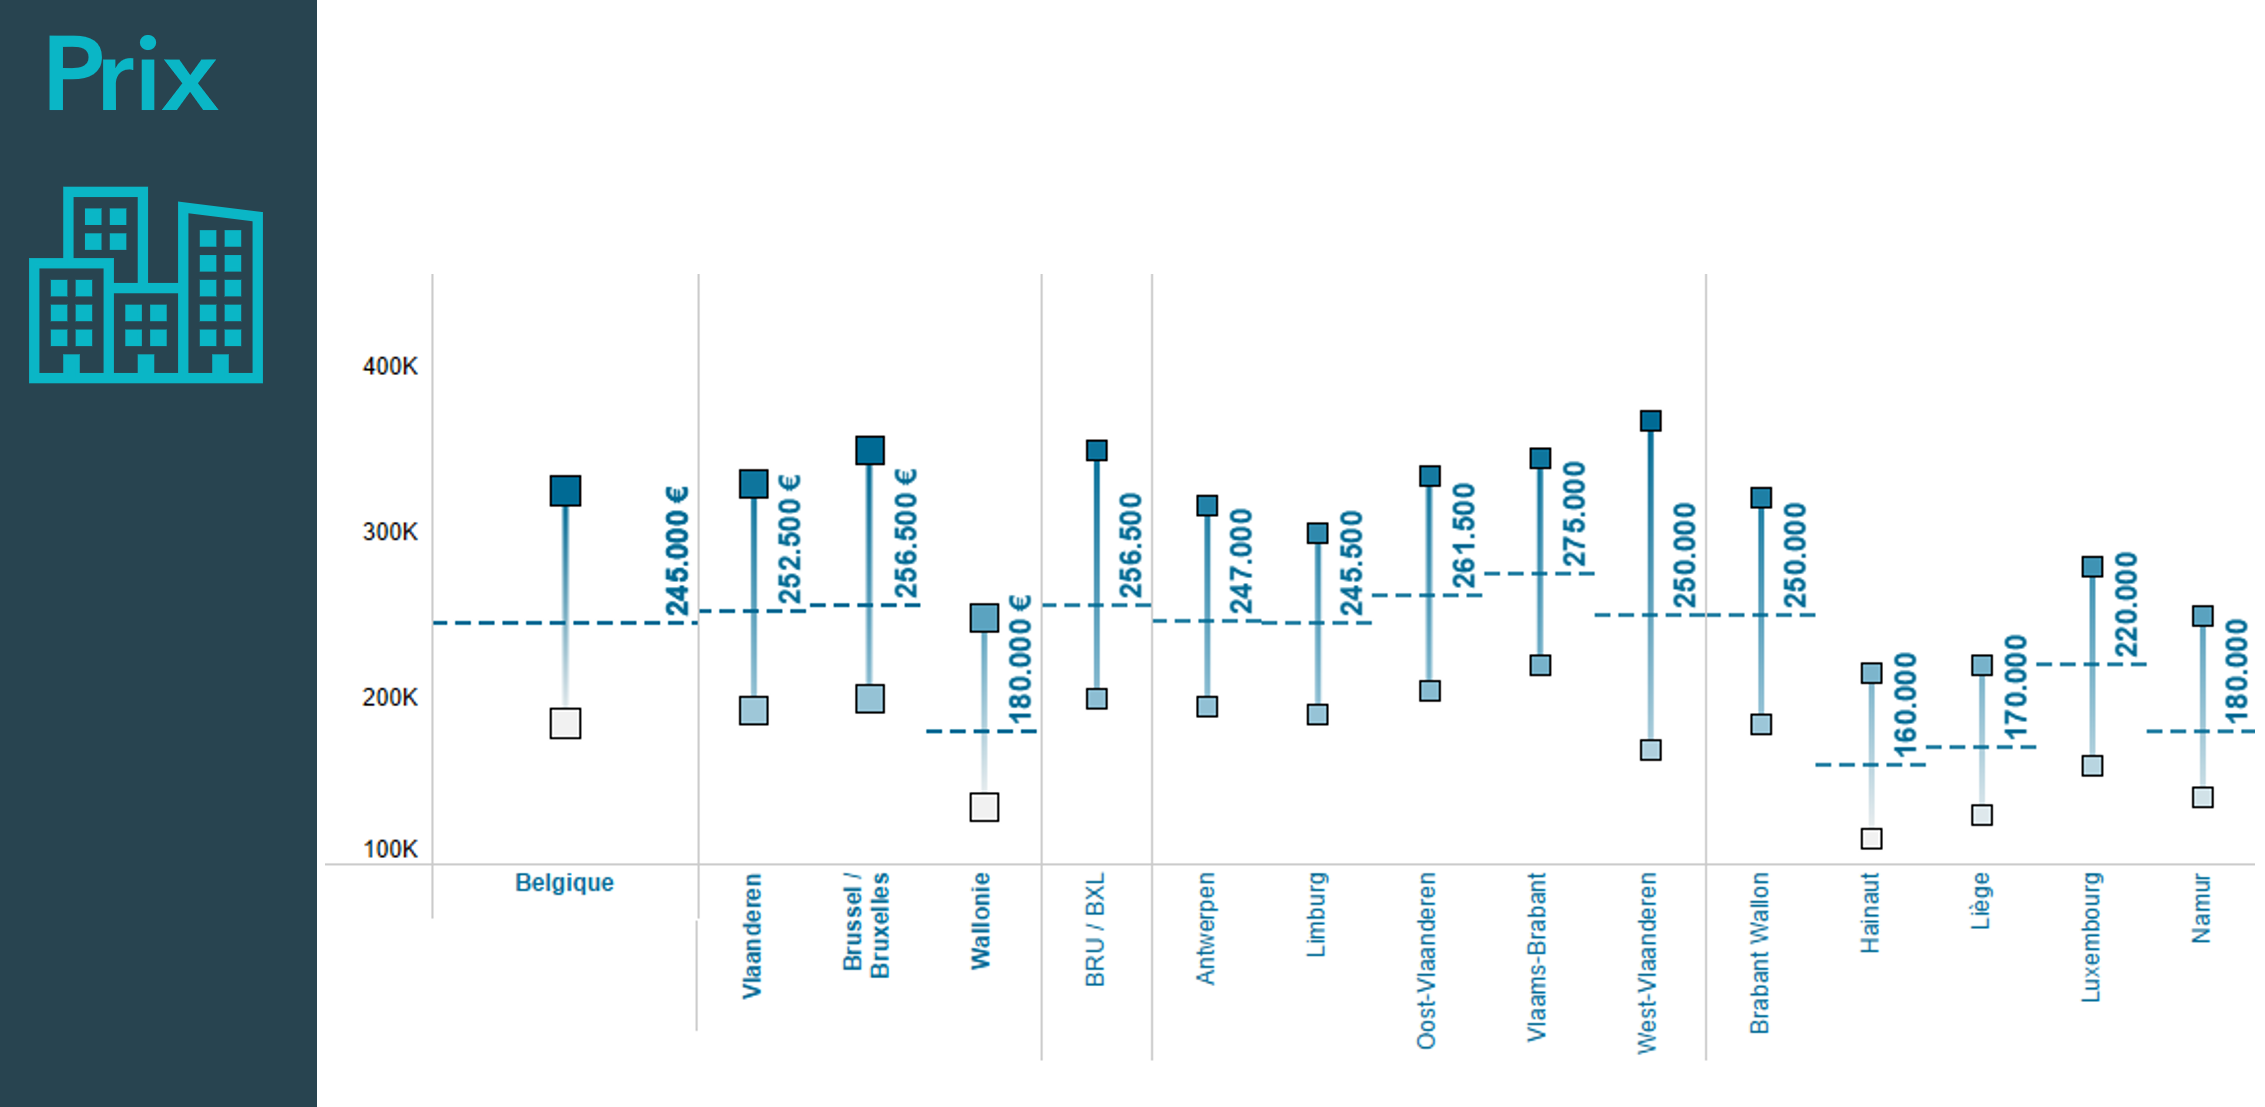 Prix
400K
300K
200K
100K
245.000 €
252.500 €
256.500 €
180.000 €
256.500
247.000
245.500
261.500
275.000
250.000
250.000
160.000
170.000
220.000
180.000
Belgique
Vlaanderen
Brussel /
Bruxelles
Wallonie
BRU / BXL
Antwerpen
Limburg
Oost-Vlaanderen
Vlaams-Brabant
West-Vlaanderen
Brabant Wallon
Hainaut
Liège
Luxembourg
Namur